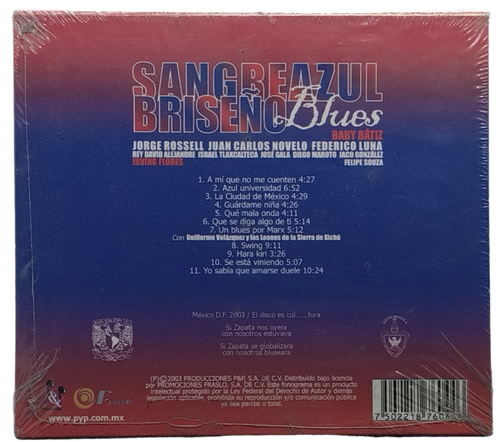 SANGREAZUL
BRISEÑO Blues
BABY BÁTIZ
JORGE ROSSELL JUAN CARLOS NOVELO FEDERICO LUNA
REY DAVID ALEJANDRE ISRAEL TLAXCALTECA JOSÉ GALA DIEGO MAROTO JACO GONZÁLEZ
IRVING FLORES FELIPE SOUZA
1. A mí que no me cuenten 4:27
2. Azul universidad 6:52
3. La Ciudad de México 4:29
4. Guárdame niña 4:26
5. Qué mala onda 4:11
6. Que se diga algo de ti 5:14
7. Un blues por Marx 5:12
Con Guillermo Velázquez y los Leones de la Sierra de Xichú
8. Swing 9:11
9. Hara kiri 3:26
10. Se está viniendo 5:07
11. Yo sabía que amarse duele 10:24
México D.F. 2003 / El disco es cul......tura
Si Zapata nos oyera
con nosotros estuviera
Si Zapata se globalizara
con nosotros bluseara
(P)©2003 PRODUCCIONES P&P, S.A. DE C.V. Distribuido bajo licencia
por PROMOCIONES FRASLO, S.A. DE C.V. Este fonograma es un producto
intelectual protegido por la Ley Federal del Derecho de Autor y demás
legislación aplicable, prohibida su reproducción y/o comunicación pública
ya sea parcial o total.
www.pyp.com.mx